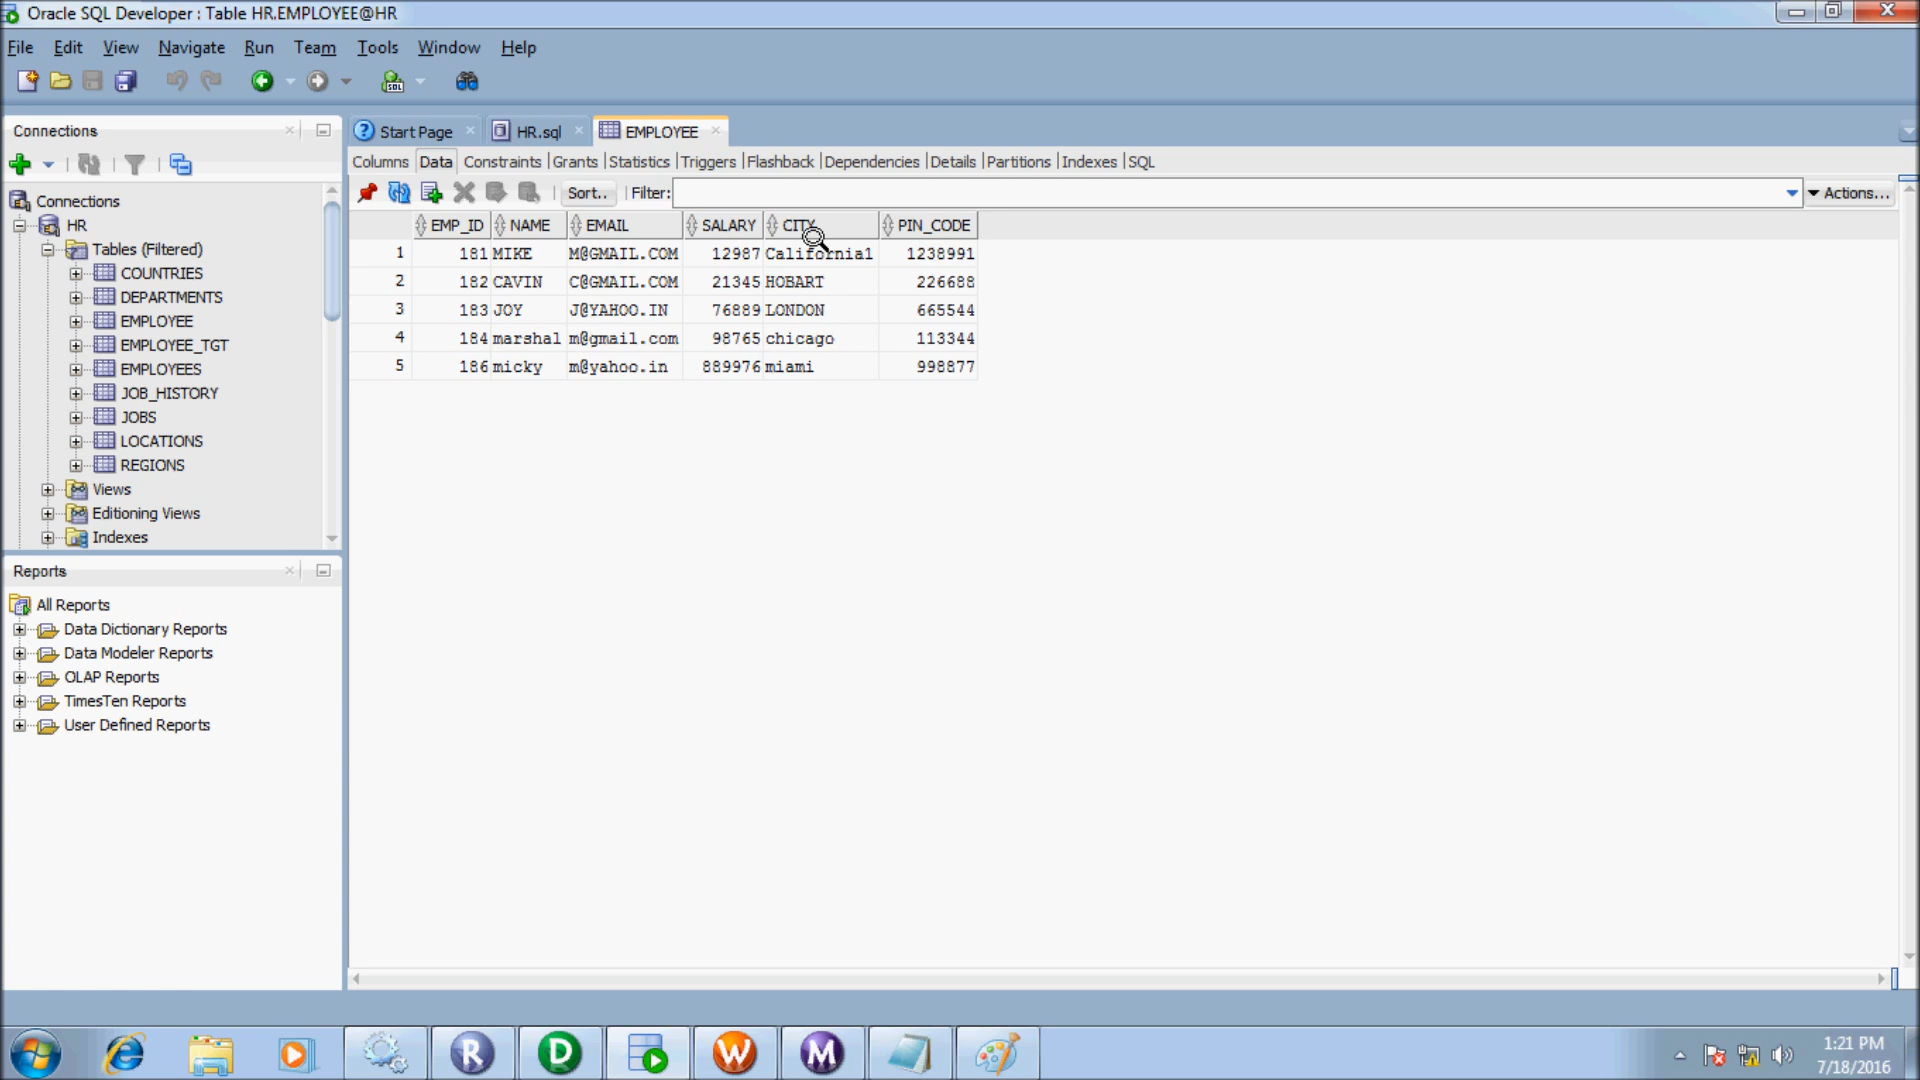 Oracle SQL Developer : Table HR.EMPLOYEE@HR
File Edit View Navigate Run Team Tools Window Help
SQL
Connections
Start Page HR.sql EMPLOYEE
Columns Data Constraints Grants Statistics Triggers Flashback Dependencies Details Partitions Indexes SQL
Sort.. Filter: Actions...
Connections
HR
Tables (Filtered)
COUNTRIES
DEPARTMENTS
EMPLOYEE
EMPLOYEE_TGT
EMPLOYEES
JOB_HISTORY
JOBS
LOCATIONS
REGIONS
Views
Editioning Views
Indexes
EMP_ID NAME EMAIL SALARY CITY PIN_CODE
1 181 MIKE M@GMAIL.COM 12987 California1 1238991
2 182 CAVIN C@GMAIL.COM 21345 HOBART 226688
3 183 JOY J@YAHOO.IN 76889 LONDON 665544
4 184 marshal m@gmail.com 98765 chicago 113344
5 186 micky m@yahoo.in 889976 miami 998877
Reports
All Reports
Data Dictionary Reports
Data Modeler Reports
OLAP Reports
TimesTen Reports
User Defined Reports
R D W M
1:21 PM
7/18/2016